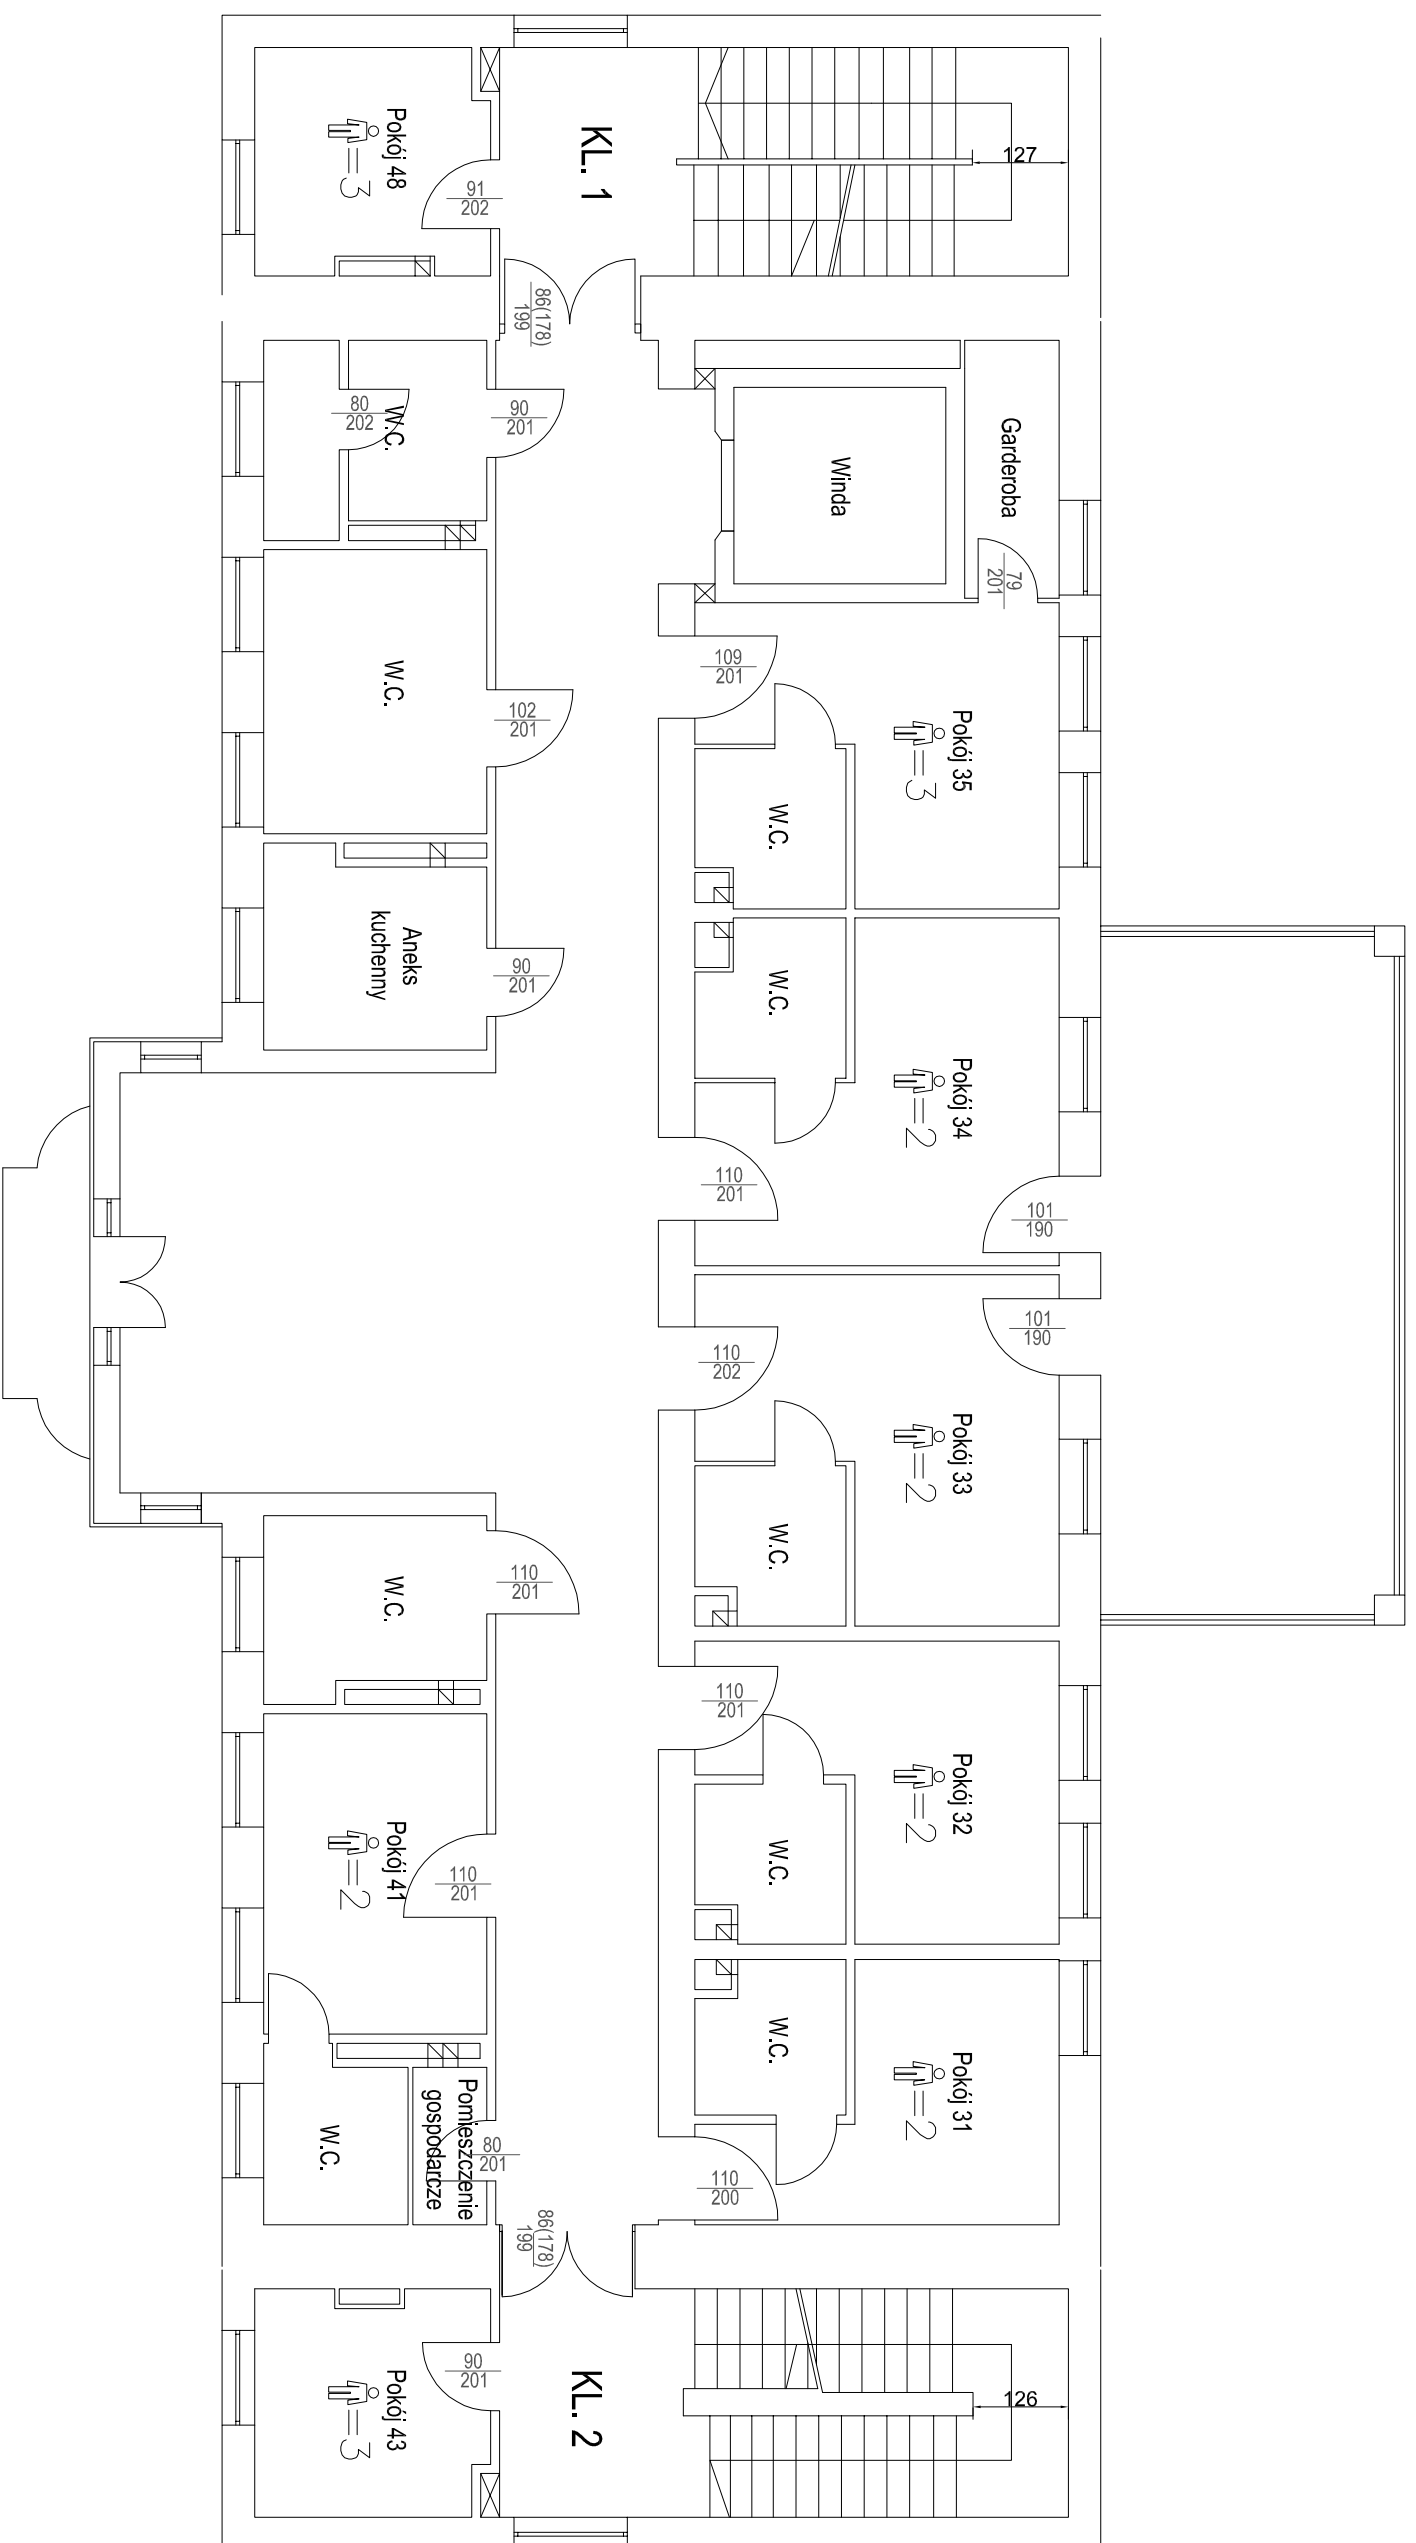 KL. 1
127
Pokój 48
=3
91
202
86(178)
199
Garderoba
79
201
Winda
W.C.
80
202
90
201
Pokój 35
=3
109
201
W.C.
W.C.
102
201
Pokój 34
=2
W.C.
110
201
101
190
Aneks
kuchenny
90
201
Pokój 33
=2
101
190
110
202
W.C.
W.C.
110
201
Pokój 32
=2
110
201
W.C.
Pokój 41
=2
110
201
Pokój 31
=2
W.C.
110
200
W.C.
Pomieszczenie
gospodarcze
80
201
86(178)
199
KL. 2
126
Pokój 43
=3
90
201